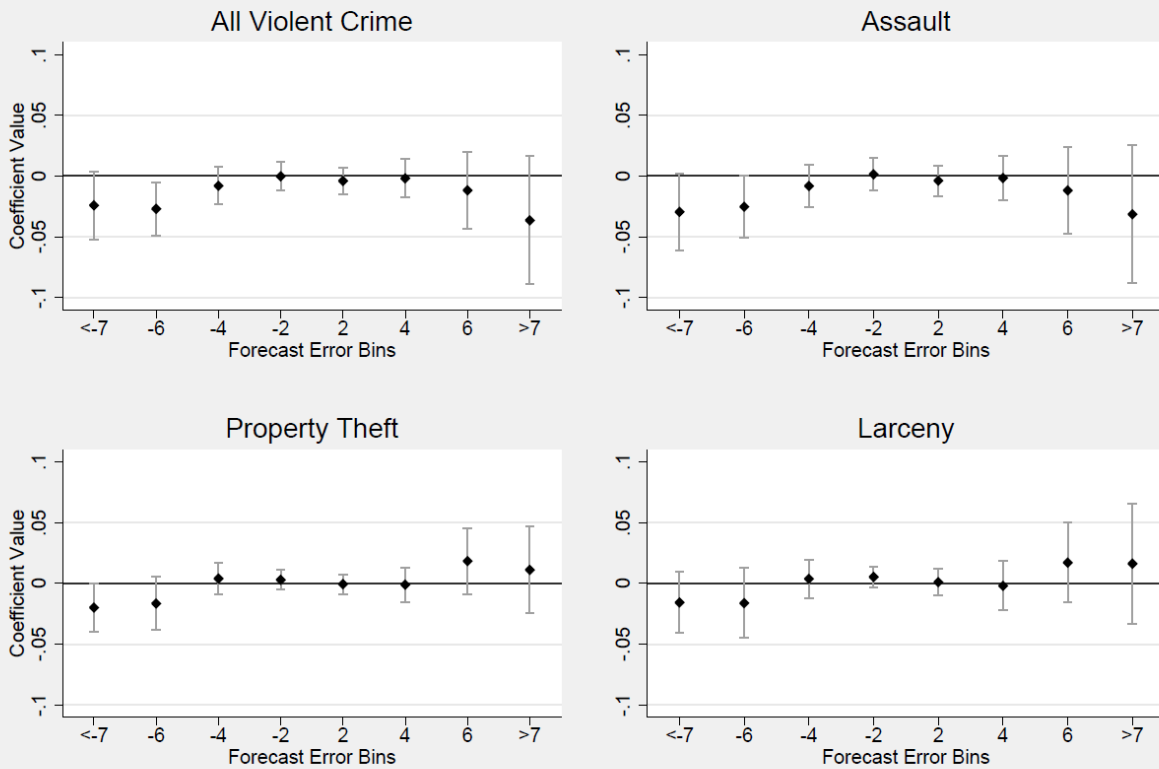 All Violent Crime
Coefficient Value
.1
.05
0
-.05
-.1
<-7 -6 -4 -2 2 4 6 >7
Forecast Error Bins
Assault
.1
.05
0
-.05
-.1
<-7 -6 -4 -2 2 4 6 >7
Forecast Error Bins
Property Theft
Coefficient Value
.1
.05
0
-.05
-.1
<-7 -6 -4 -2 2 4 6 >7
Forecast Error Bins
Larceny
.1
.05
0
-.05
-.1
<-7 -6 -4 -2 2 4 6 >7
Forecast Error Bins